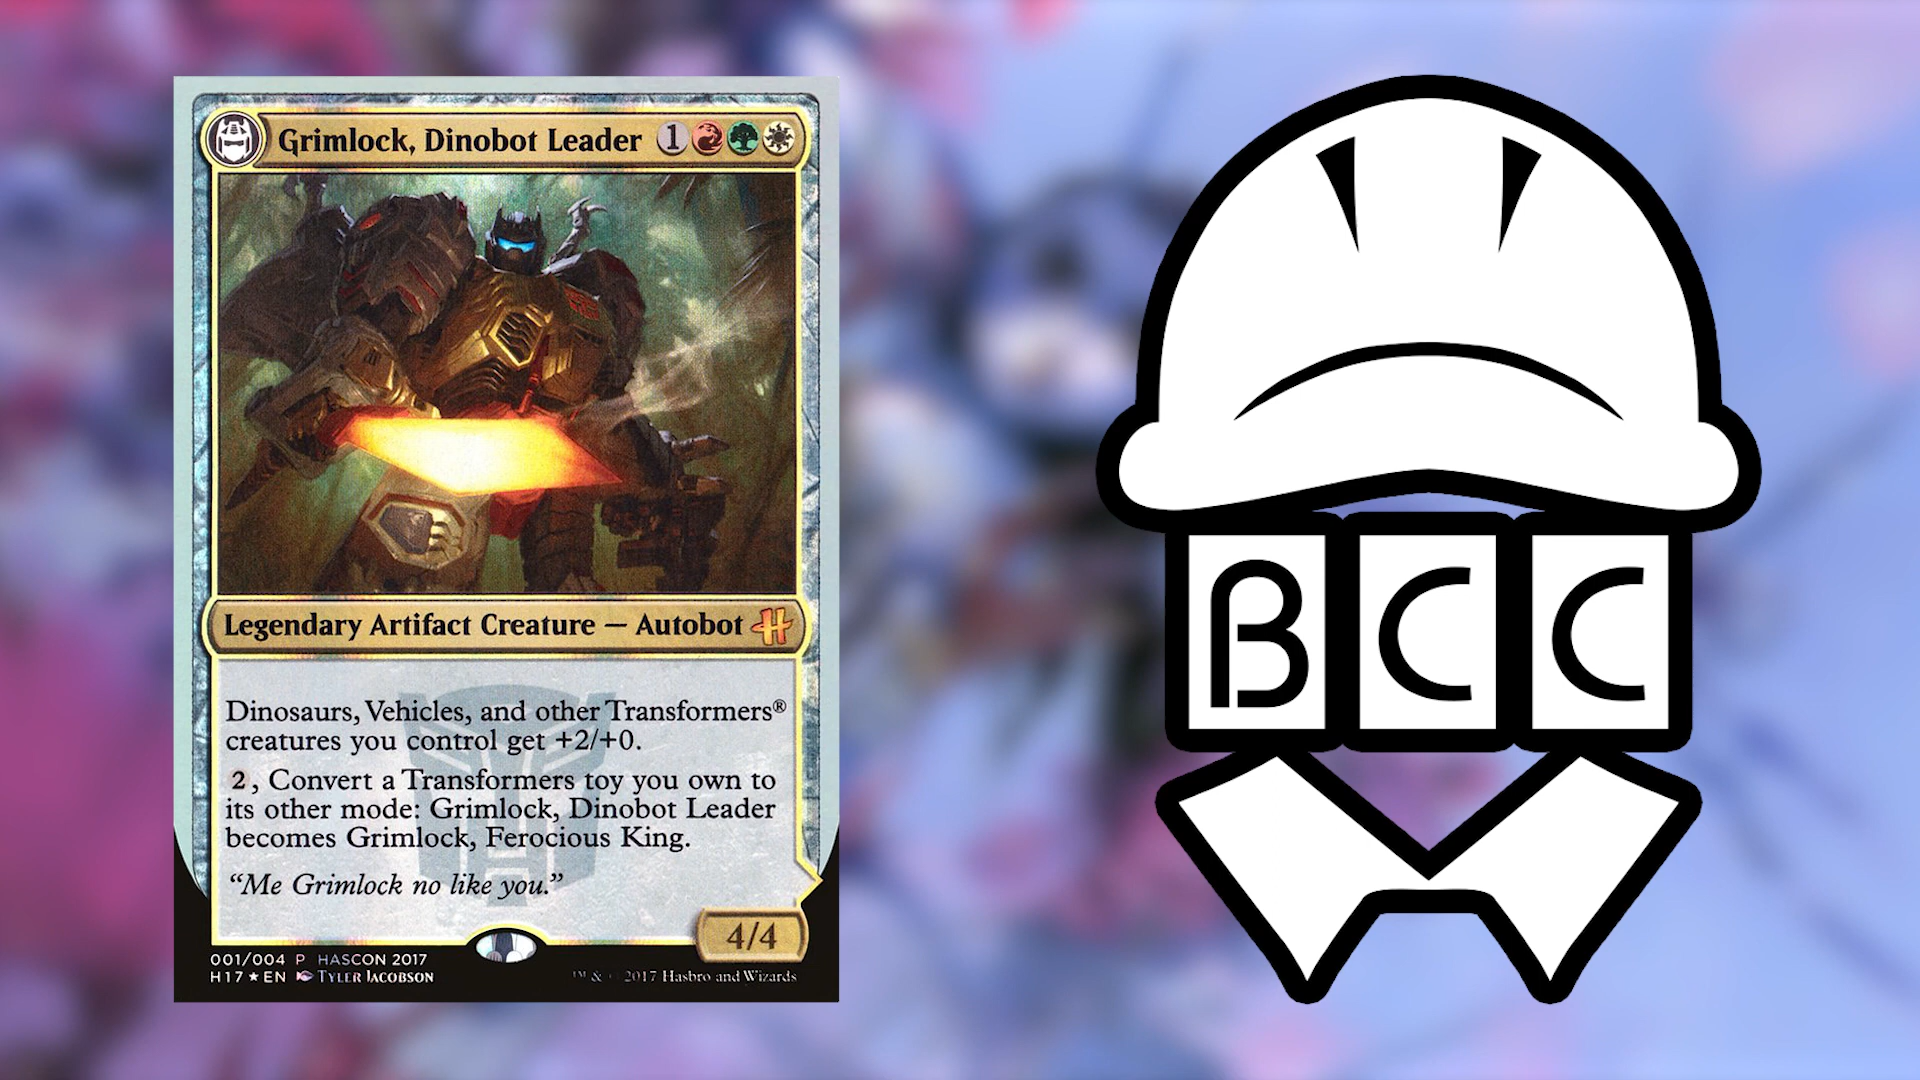 Grimlock, Dinobot Leader 1
Legendary Artifact Creature — Autobot
Dinosaurs, Vehicles, and other Transformers®
creatures you control get +2/+0.
2, Convert a Transformers toy you own to
its other mode: Grimlock, Dinobot Leader
becomes Grimlock, Ferocious King.
“Me Grimlock no like you.”
4/4
001/004 P HASCON 2017
H17★EN TYLER JACOBSON
™ & © 2017 Hasbro and Wizards
BCC